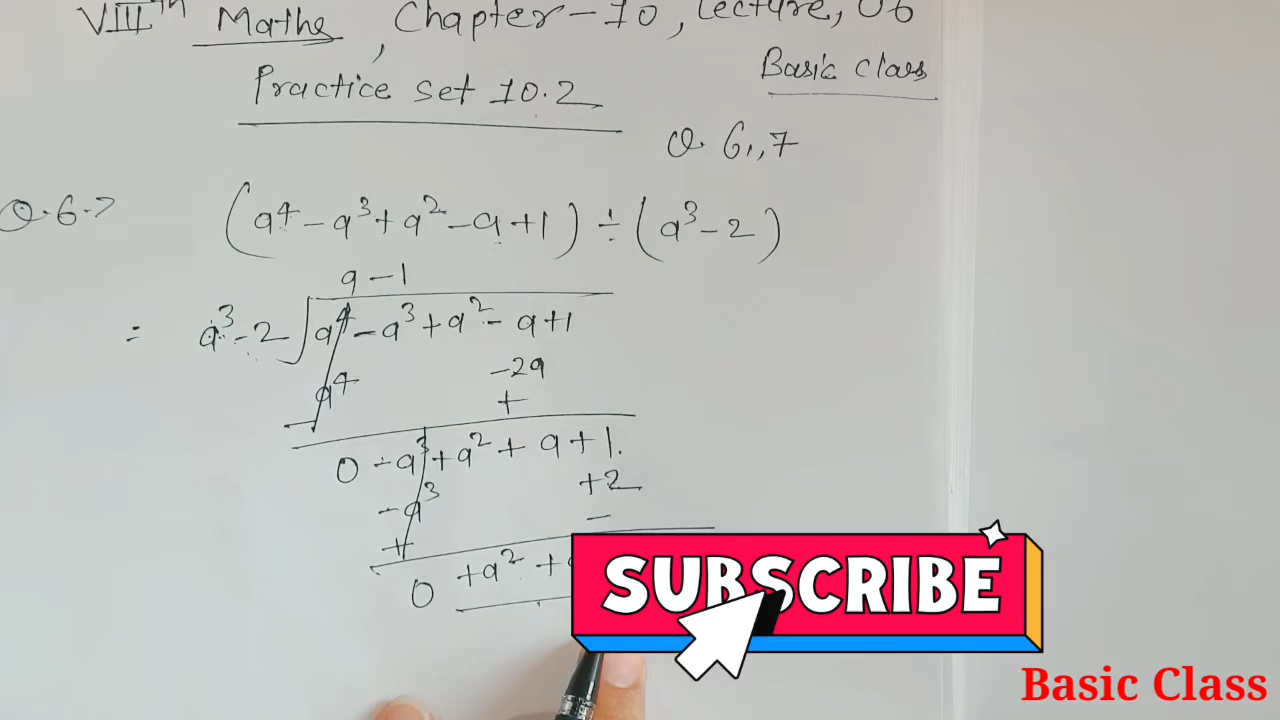 VIIIth Maths, Chapter-10, Lecture, 06
Basic class
Practice set 10.2
Q. 6,, 7
Q.6.>
(a⁴ - a³ + a² - a + 1) ÷ (a³ - 2)
a - 1
= a³ - 2 a⁴ - a³ + a² - a + 1
a⁴ - 2a
- +
0 - a³ + a² + a + 1.
- a³ + 2
+ -
0 + a² +
SUBSCRIBE
Basic Class